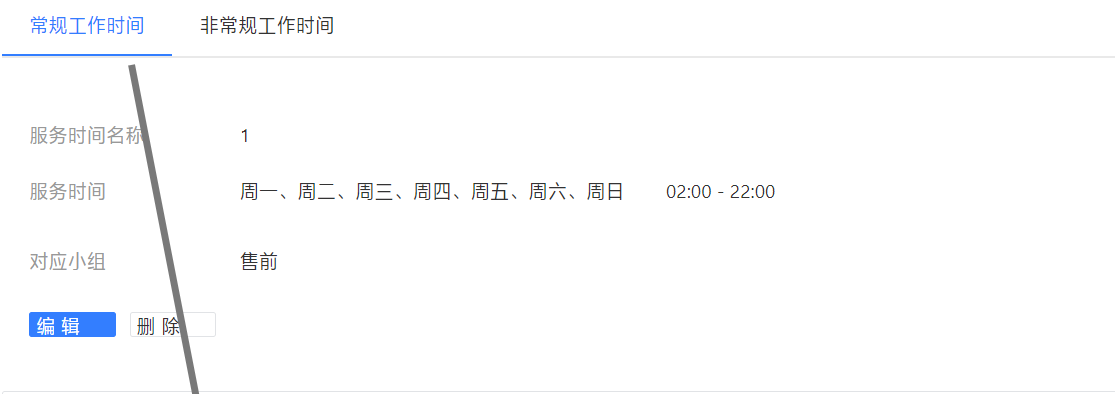 常规工作时间 非常规工作时间
服务时间名称 1
服务时间 周一、周二、周三、周四、周五、周六、周日 02:00 - 22:00
对应小组 售前
编 辑 删 除